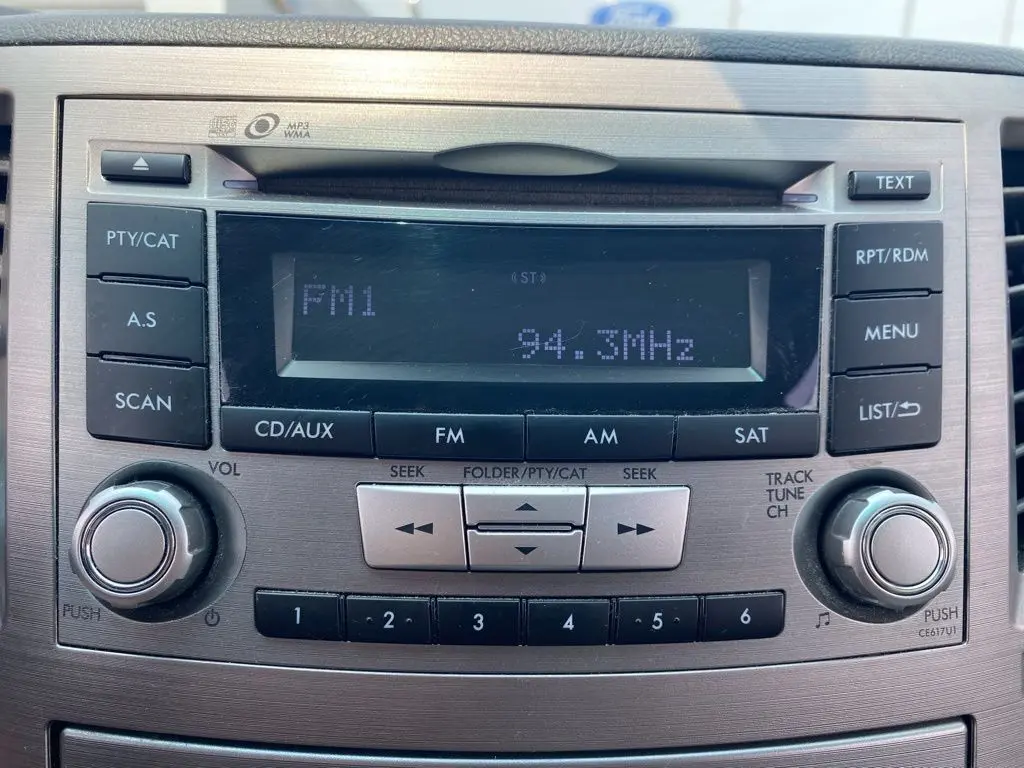 Ford
MP3
WMA
TEXT
PTY/CAT
RPT/RDM
ST
FM1
A.S
MENU
94.3MHz
SCAN
LIST/
CD/AUX
FM
AM
SAT
VOL
SEEK
FOLDER/PTY/CAT
SEEK
TRACK
TUNE
CH
PUSH
1
2
3
4
5
6
PUSH
CE617U1